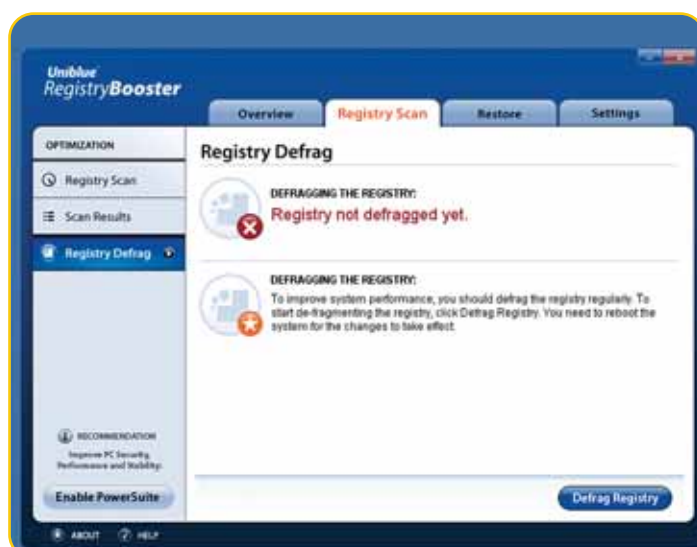 Uniblue
RegistryBooster
Overview
Registry Scan
Restore
Settings
OPTIMIZATION
Registry Scan
Scan Results
Registry Defrag
Registry Defrag
DEFRAGGING THE REGISTRY:
Registry not defragged yet.
DEFRAGGING THE REGISTRY:
To improve system performance, you should defrag the registry regularly. To
start de-fragmenting the registry, click Defrag Registry. You need to reboot the
system for the changes to take effect.
RECOMMENDATION
Improve PC Security,
Performance and Stability:
Enable PowerSuite
Defrag Registry
ABOUT
HELP